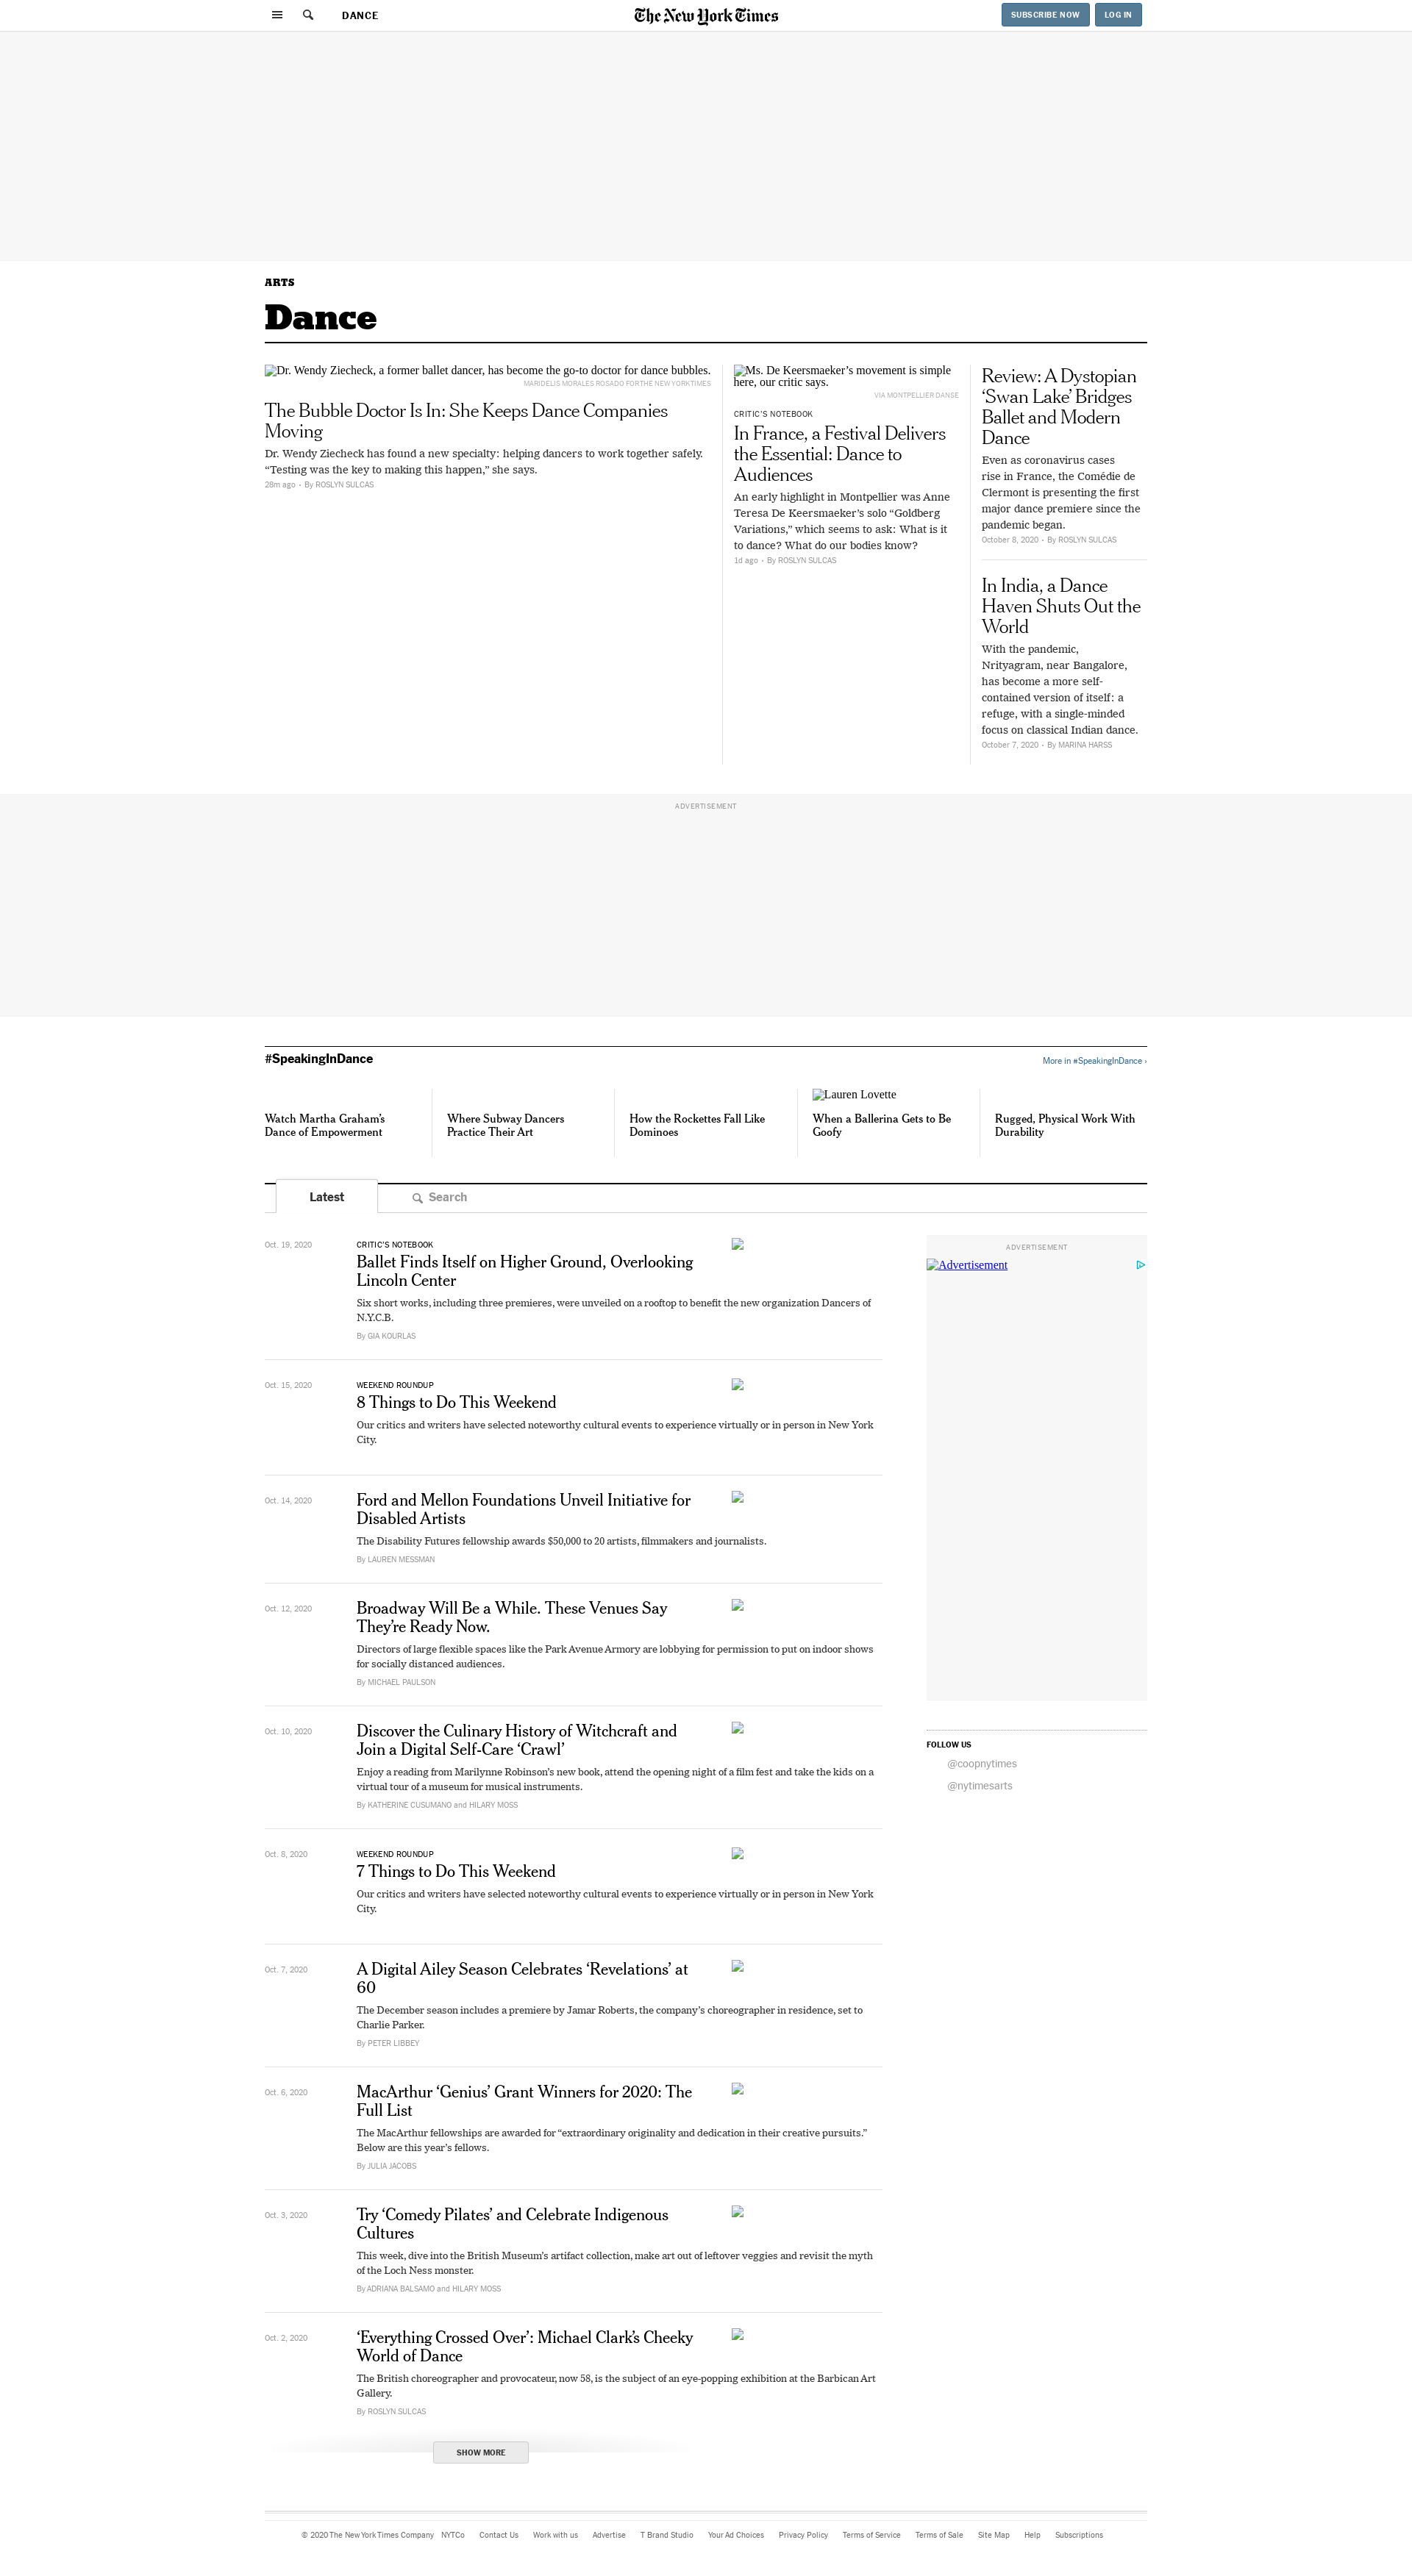 DANCE
The New York Times
SUBSCRIBE NOW
LOG IN
ARTS
Dance
Dr. Wendy Ziecheck, a former ballet dancer, has become the go-to doctor for dance bubbles.
MARIDELIS MORALES ROSADO FOR THE NEW YORK TIMES
The Bubble Doctor Is In: She Keeps Dance Companies
Moving
Dr. Wendy Ziecheck has found a new specialty: helping dancers to work together safely.
“Testing was the key to making this happen,” she says.
28m ago • By ROSLYN SULCAS
Ms. De Keersmaeker’s movement is simple
here, our critic says.
VIA MONTPELLIER DANSE
CRITIC’S NOTEBOOK
In France, a Festival Delivers
the Essential: Dance to
Audiences
An early highlight in Montpellier was Anne
Teresa De Keersmaeker’s solo “Goldberg
Variations,” which seems to ask: What is it
to dance? What do our bodies know?
1d ago • By ROSLYN SULCAS
Review: A Dystopian
‘Swan Lake’ Bridges
Ballet and Modern
Dance
Even as coronavirus cases
rise in France, the Comédie de
Clermont is presenting the first
major dance premiere since the
pandemic began.
October 8, 2020 • By ROSLYN SULCAS
In India, a Dance
Haven Shuts Out the
World
With the pandemic,
Nrityagram, near Bangalore,
has become a more self-
contained version of itself: a
refuge, with a single-minded
focus on classical Indian dance.
October 7, 2020 • By MARINA HARSS
ADVERTISEMENT
#SpeakingInDance
More in #SpeakingInDance ›
Watch Martha Graham’s
Dance of Empowerment
Where Subway Dancers
Practice Their Art
How the Rockettes Fall Like
Dominoes
Lauren Lovette
When a Ballerina Gets to Be
Goofy
Rugged, Physical Work With
Durability
Latest
Search
Oct. 19, 2020
CRITIC’S NOTEBOOK
Ballet Finds Itself on Higher Ground, Overlooking
Lincoln Center
Six short works, including three premieres, were unveiled on a rooftop to benefit the new organization Dancers of
N.Y.C.B.
By GIA KOURLAS
Oct. 15, 2020
WEEKEND ROUNDUP
8 Things to Do This Weekend
Our critics and writers have selected noteworthy cultural events to experience virtually or in person in New York
City.
Oct. 14, 2020
Ford and Mellon Foundations Unveil Initiative for
Disabled Artists
The Disability Futures fellowship awards $50,000 to 20 artists, filmmakers and journalists.
By LAUREN MESSMAN
Oct. 12, 2020
Broadway Will Be a While. These Venues Say
They’re Ready Now.
Directors of large flexible spaces like the Park Avenue Armory are lobbying for permission to put on indoor shows
for socially distanced audiences.
By MICHAEL PAULSON
Oct. 10, 2020
Discover the Culinary History of Witchcraft and
Join a Digital Self-Care ‘Crawl’
Enjoy a reading from Marilynne Robinson’s new book, attend the opening night of a film fest and take the kids on a
virtual tour of a museum for musical instruments.
By KATHERINE CUSUMANO and HILARY MOSS
Oct. 8, 2020
WEEKEND ROUNDUP
7 Things to Do This Weekend
Our critics and writers have selected noteworthy cultural events to experience virtually or in person in New York
City.
Oct. 7, 2020
A Digital Ailey Season Celebrates ‘Revelations’ at
60
The December season includes a premiere by Jamar Roberts, the company’s choreographer in residence, set to
Charlie Parker.
By PETER LIBBEY
Oct. 6, 2020
MacArthur ‘Genius’ Grant Winners for 2020: The
Full List
The MacArthur fellowships are awarded for “extraordinary originality and dedication in their creative pursuits.”
Below are this year’s fellows.
By JULIA JACOBS
Oct. 3, 2020
Try ‘Comedy Pilates’ and Celebrate Indigenous
Cultures
This week, dive into the British Museum’s artifact collection, make art out of leftover veggies and revisit the myth
of the Loch Ness monster.
By ADRIANA BALSAMO and HILARY MOSS
Oct. 2, 2020
‘Everything Crossed Over’: Michael Clark’s Cheeky
World of Dance
The British choreographer and provocateur, now 58, is the subject of an eye-popping exhibition at the Barbican Art
Gallery.
By ROSLYN SULCAS
SHOW MORE
ADVERTISEMENT
Advertisement
FOLLOW US
@coopnytimes
@nytimesarts
© 2020 The New York Times Company NYTCo Contact Us Work with us Advertise T Brand Studio Your Ad Choices Privacy Policy Terms of Service Terms of Sale Site Map Help Subscriptions